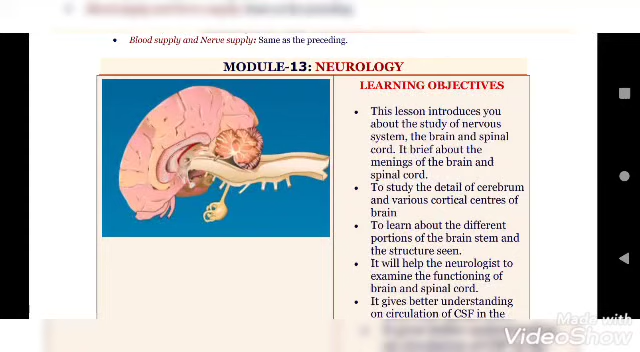 Blood supply and Nerve supply: Same as the preceding.
MODULE-13: NEUROLOGY
LEARNING OBJECTIVES
• This lesson introduces you
about the study of nervous
system, the brain and spinal
cord. It brief about the
menings of the brain and
spinal cord.
• To study the detail of cerebrum
and various cortical centres of
brain
• To learn about the different
portions of the brain stem and
the structure seen.
• It will help the neurologist to
examine the functioning of
brain and spinal cord.
• It gives better understanding
on circulation of CSF in the
Made with
VideoShow